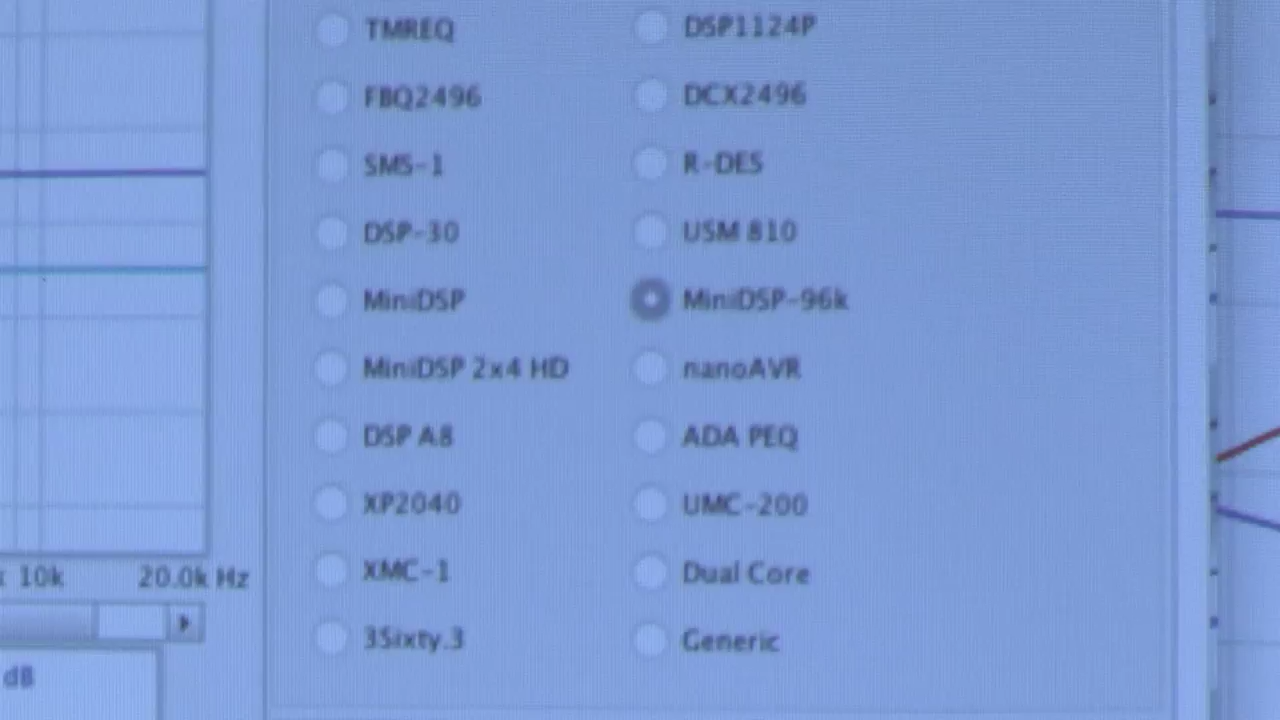 TMREQ DSP1124P
FBQ2496 DCX2496
SMS-1 R-DES
DSP-30 USM 810
MiniDSP MiniDSP-96k
MiniDSP 2x4 HD nanoAVR
DSP A8 ADA PEQ
XP2040 UMC-200
XMC-1 Dual Core
3Sixty.3 Generic
10k 20.0k Hz
dB